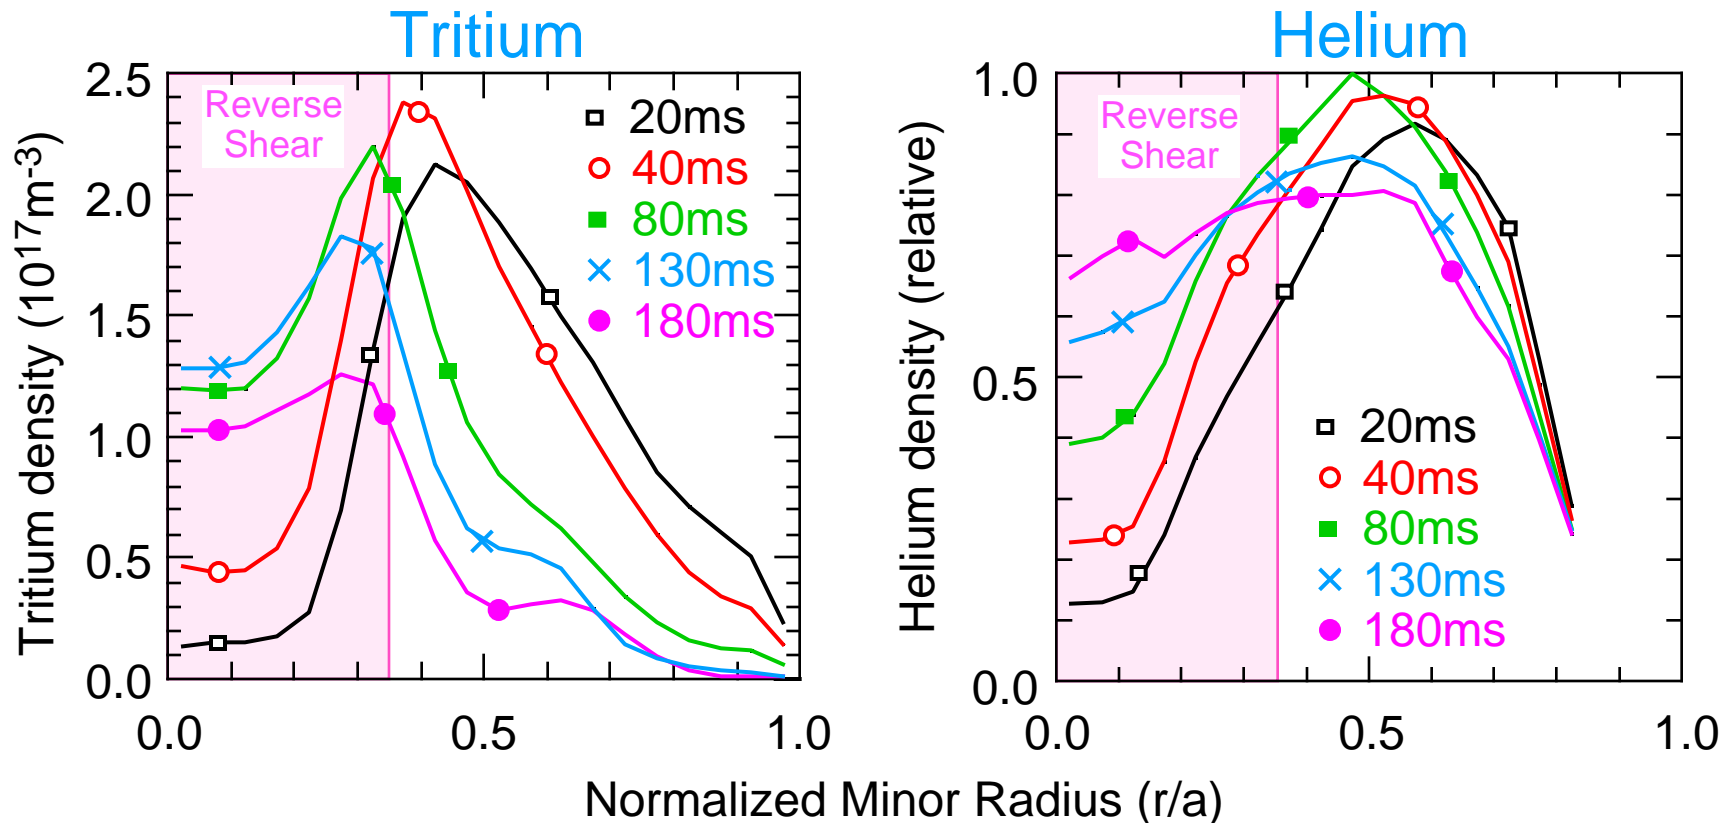 Tritium
Tritium density (10¹⁷m⁻³)
2.5
2.0
1.5
1.0
0.5
0.0
Reverse
Shear
20ms
40ms
80ms
130ms
180ms
0.0
0.5
1.0
Helium
Helium density (relative)
1.0
0.5
0.0
Reverse
Shear
20ms
40ms
80ms
130ms
180ms
0.0
0.5
1.0
Normalized Minor Radius (r/a)